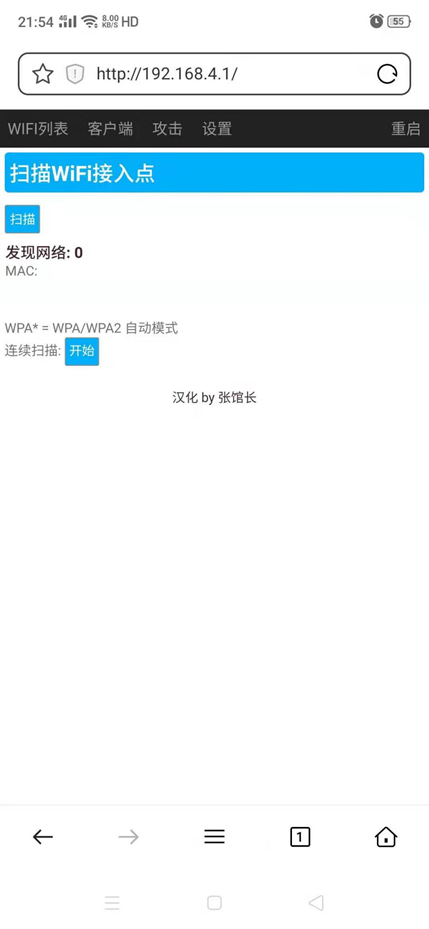 21:54 4G 8.00 KB/S HD 55
http://192.168.4.1/
WIFI列表 客户端 攻击 设置 重启
扫描WiFi接入点
扫描
发现网络: 0
MAC:
WPA* = WPA/WPA2 自动模式
连续扫描: 开始
汉化 by 张馆长
1